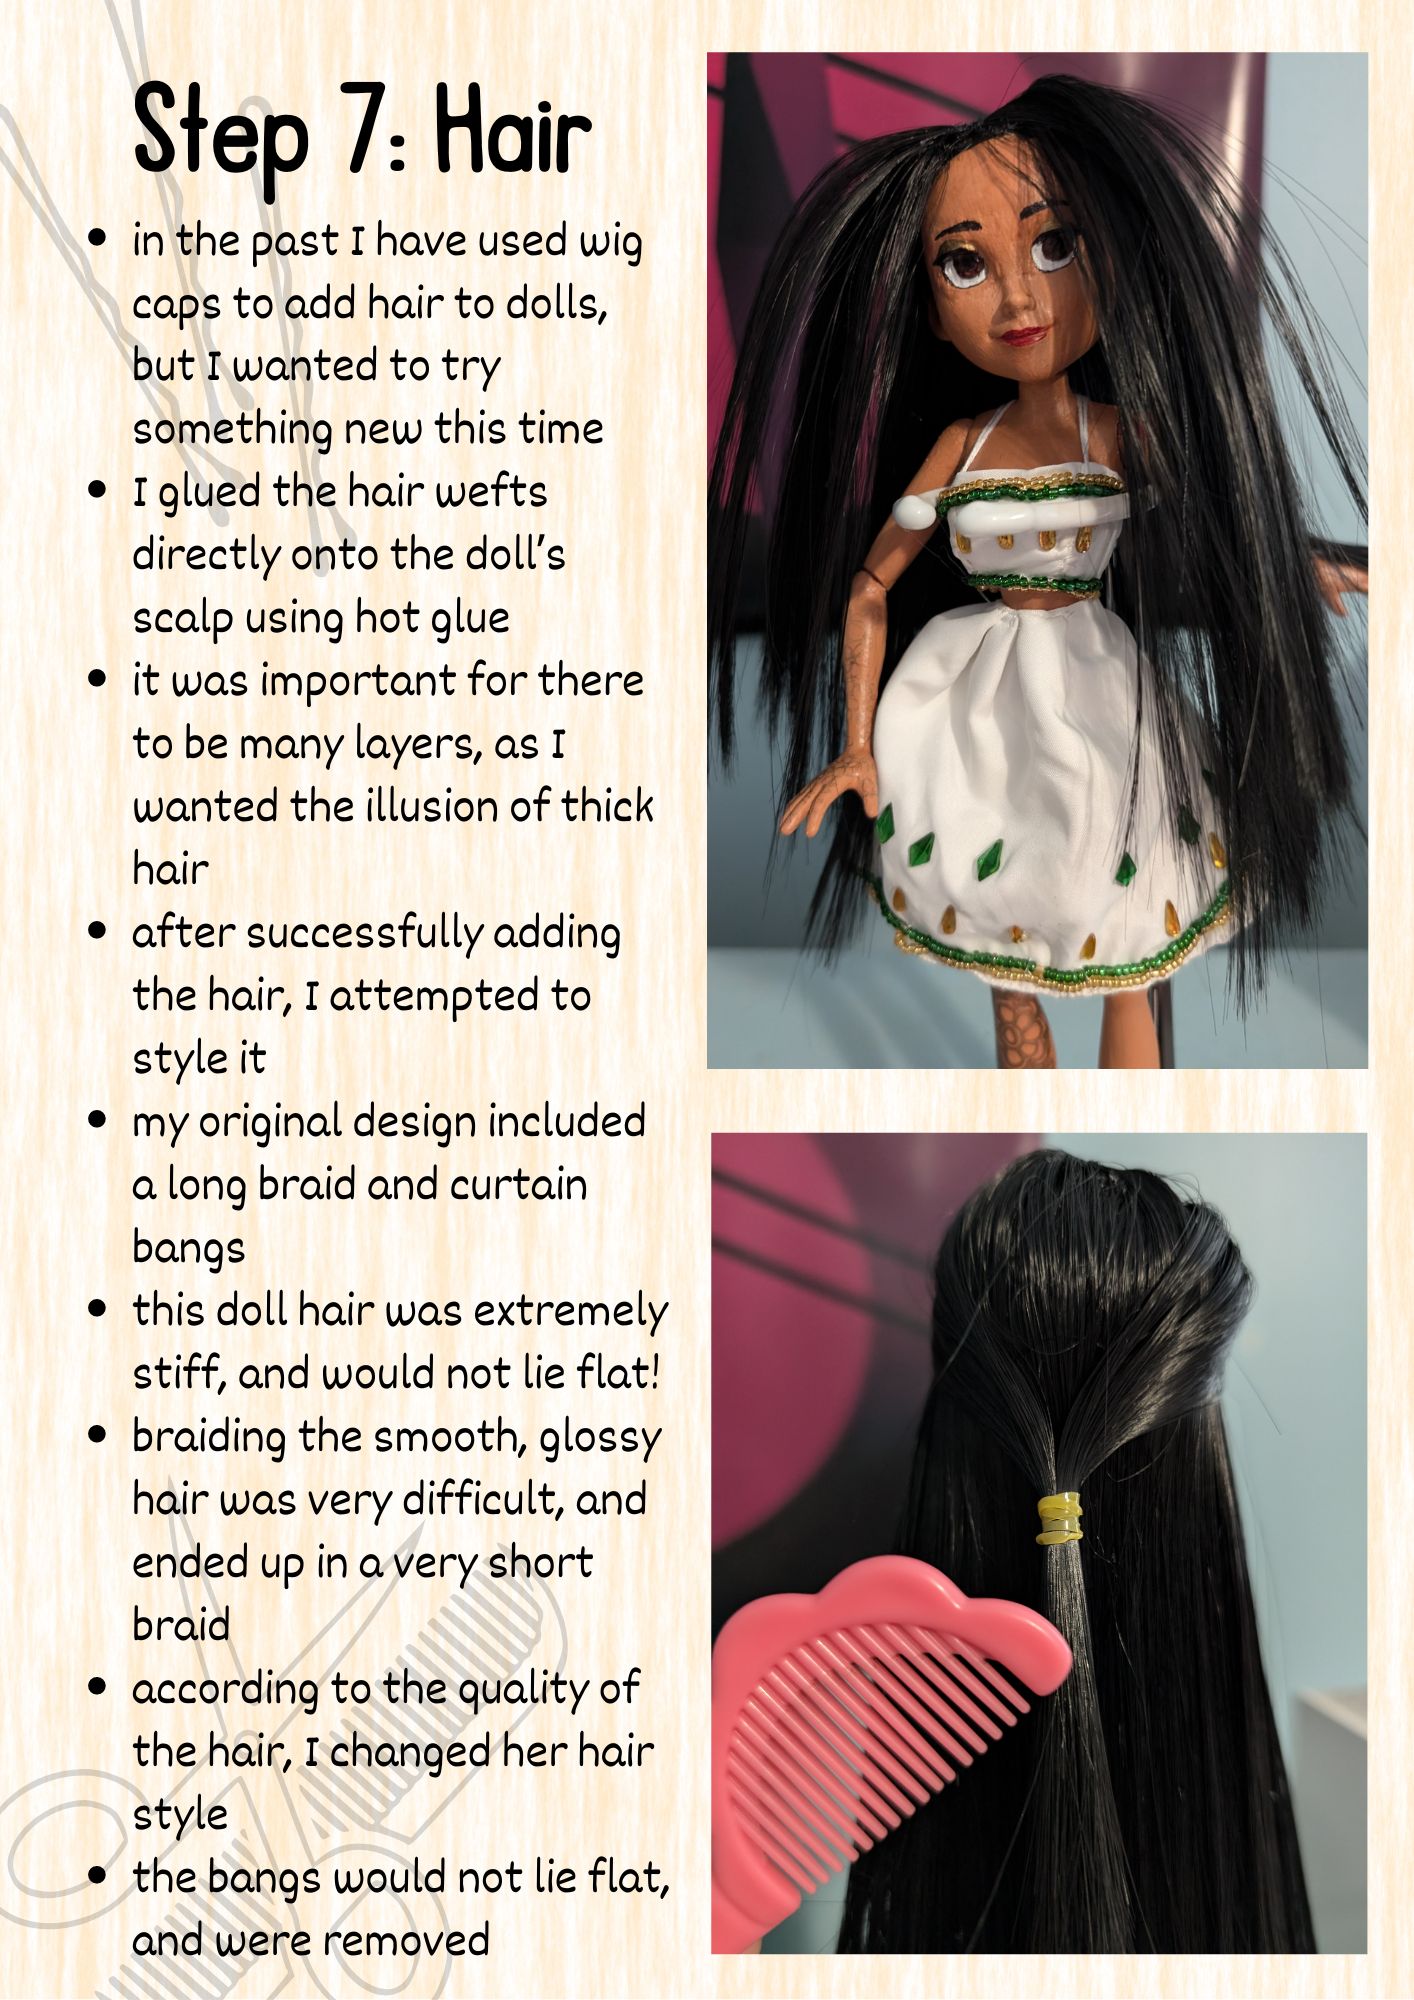 Step 7: Hair
• in the past I have used wig
caps to add hair to dolls,
but I wanted to try
something new this time
• I glued the hair wefts
directly onto the doll's
scalp using hot glue
• it was important for there
to be many layers, as I
wanted the illusion of thick
hair
• after successfully adding
the hair, I attempted to
style it
• my original design included
a long braid and curtain
bangs
• this doll hair was extremely
stiff, and would not lie flat!
• braiding the smooth, glossy
hair was very difficult, and
ended up in a very short
braid
• according to the quality of
the hair, I changed her hair
style
• the bangs would not lie flat,
and were removed